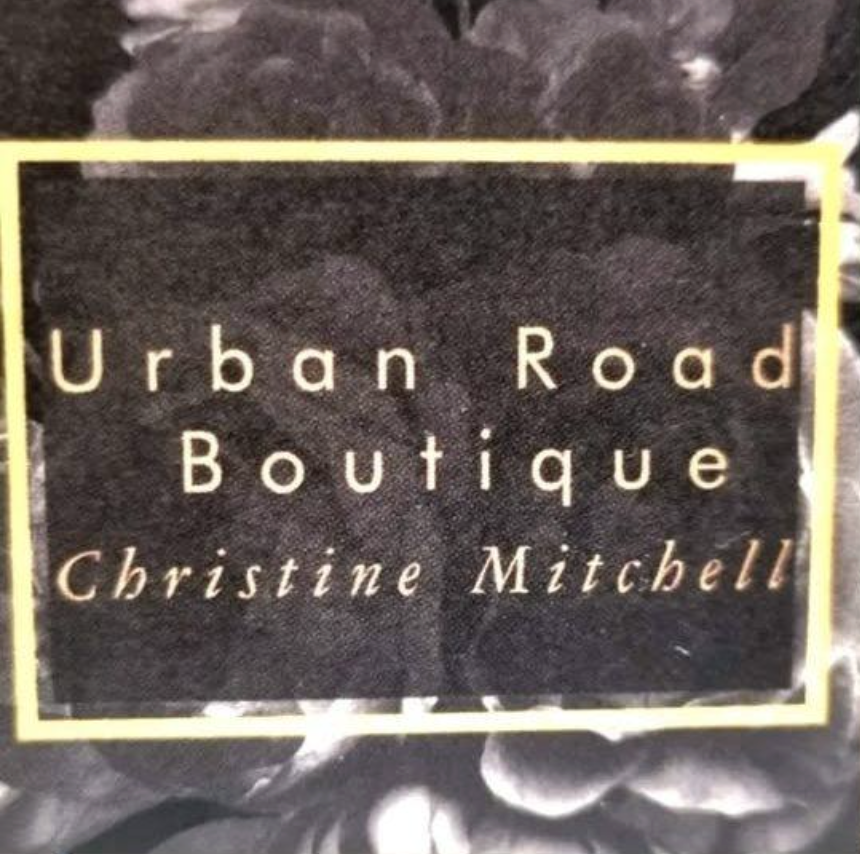 Urban Road
Boutique
Christine Mitchell